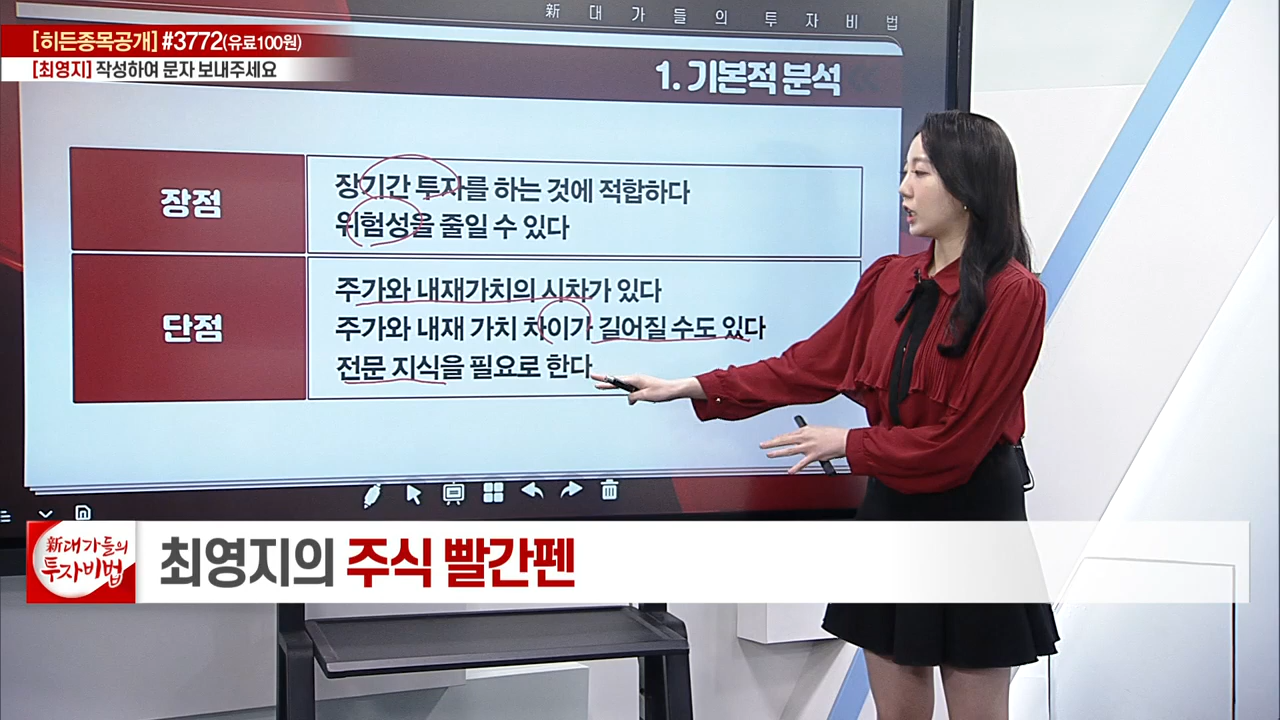 新 대 가 들 의 투 자 비 법
[히든종목공개] #3772(유료100원)
[최영지] 작성하여 문자 보내주세요
1. 기본적 분석
장점
장기간 투자를 하는 것에 적합하다
위험성을 줄일 수 있다
단점
주가와 내재가치의 시차가 있다
주가와 내재 가치 차이가 길어질 수도 있다
전문 지식을 필요로 한다
新대가들의
투자비법
최영지의 주식 빨간펜